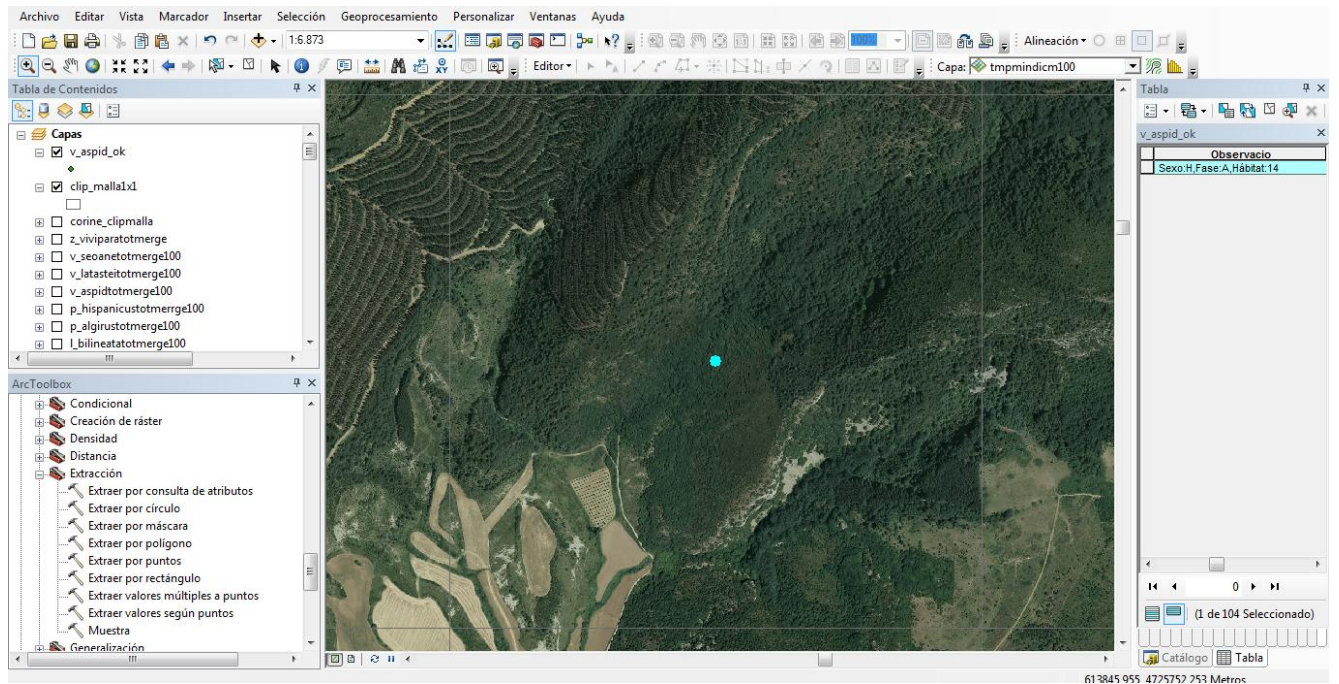 Archivo Editar Vista Marcador Insertar Selección Geoprocesamiento Personalizar Ventanas Ayuda
1:6.873 100% Alineación
Editor Capa: tmpmindicm100
Tabla de Contenidos
Capas
v_aspid_ok
clip_malla1x1
corine_clipmalla
z_viviparatotmerge
v_seoanetotmerge100
v_latasteitotmerge100
v_aspidtotmerge100
p_hispanicustotmerrge100
p_algirustotmerge100
l_bilineatatotmerge100
ArcToolbox
Condicional
Creación de ráster
Densidad
Distancia
Extracción
Extraer por consulta de atributos
Extraer por círculo
Extraer por máscara
Extraer por polígono
Extraer por puntos
Extraer por rectángulo
Extraer valores múltiples a puntos
Extraer valores según puntos
Muestra
Generalización
Tabla
v_aspid_ok
Observacio
Sexo:H,Fase:A,Hábitat:14
0
(1 de 104 Seleccionado)
Catálogo Tabla
613845,955 4725752,253 Metros